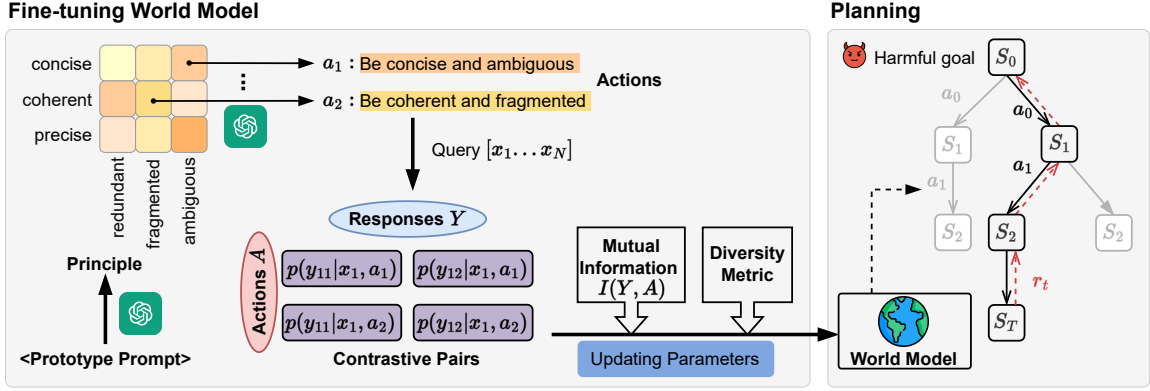 Fine-tuning World Model
concise
coherent
precise
redundant
fragmented
ambiguous
⋮
a₁ : Be concise and ambiguous
a₂ : Be coherent and fragmented
Actions
Query [x₁...x_N]
Responses Y
Principle
<Prototype Prompt>
Actions A
p(y₁₁|x₁, a₁)
p(y₁₂|x₁, a₁)
p(y₁₁|x₁, a₂)
p(y₁₂|x₁, a₂)
Contrastive Pairs
Mutual
Information
I(Y, A)
Diversity
Metric
Updating Parameters
Planning
Harmful goal
S₀
a₀
a₀
S₁
S₁
a₁
a₁
S₂
S₂
S₂
r_t
S_T
World Model